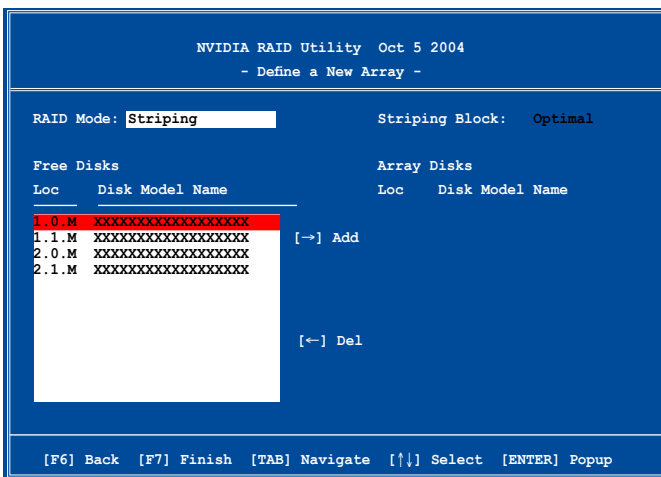 NVIDIA RAID Utility Oct 5 2004
- Define a New Array -
RAID Mode: Striping Striping Block: Optimal
Free Disks Array Disks
Loc Disk Model Name Loc Disk Model Name
1.0.M XXXXXXXXXXXXXXXXXX
1.1.M XXXXXXXXXXXXXXXXXX [→] Add
2.0.M XXXXXXXXXXXXXXXXXX
2.1.M XXXXXXXXXXXXXXXXXX
[←] Del
[F6] Back [F7] Finish [TAB] Navigate [↑↓] Select [ENTER] Popup